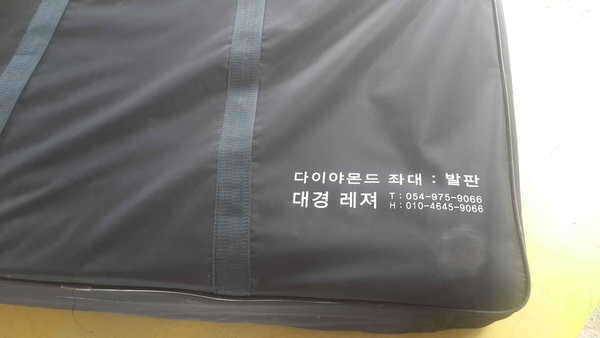 다이야몬드 좌대 : 발판
대경 레져 T : 054-975-9066
H : 010-4645-9066